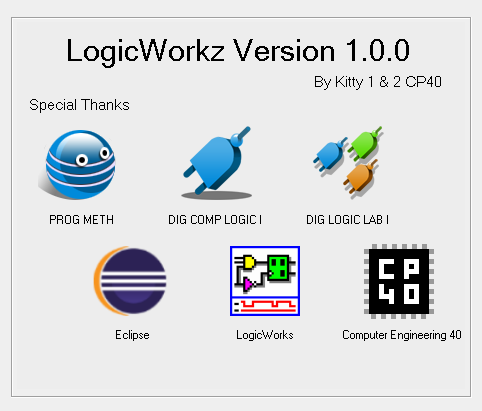 LogicWorkz Version 1.0.0
By Kitty 1 & 2 CP40
Special Thanks
PROG METH
DIG COMP LOGIC I
DIG LOGIC LAB I
CP
40
Eclipse
LogicWorks
Computer Engineering 40